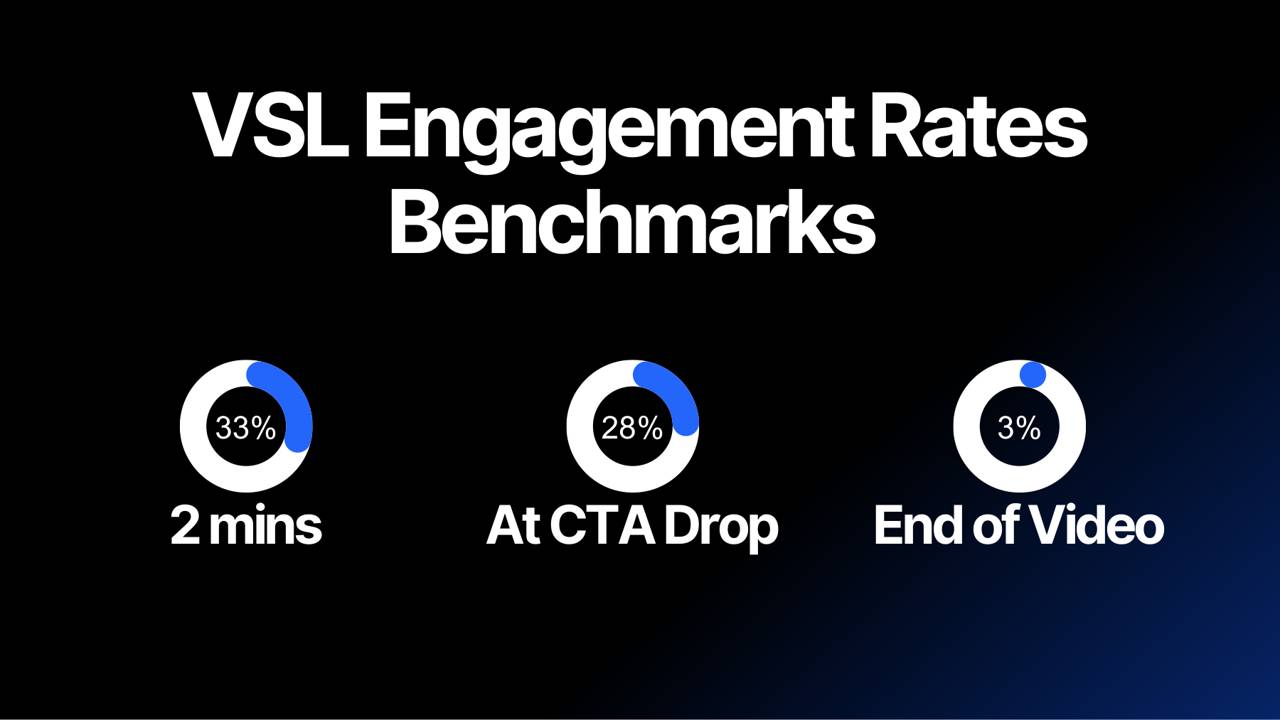 VSL Engagement Rates
Benchmarks
33%
28%
3%
2 mins
At CTA Drop
End of Video